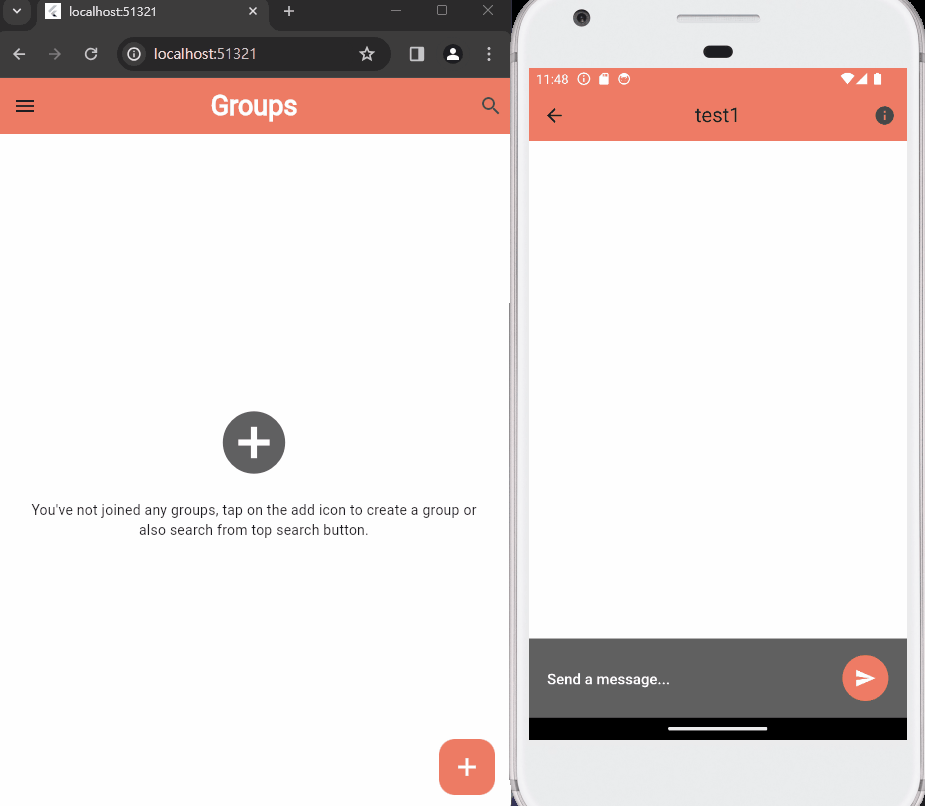 localhost:51321
localhost:51321
Groups
You've not joined any groups, tap on the add icon to create a group or
also search from top search button.
11:48
test1
Send a message...